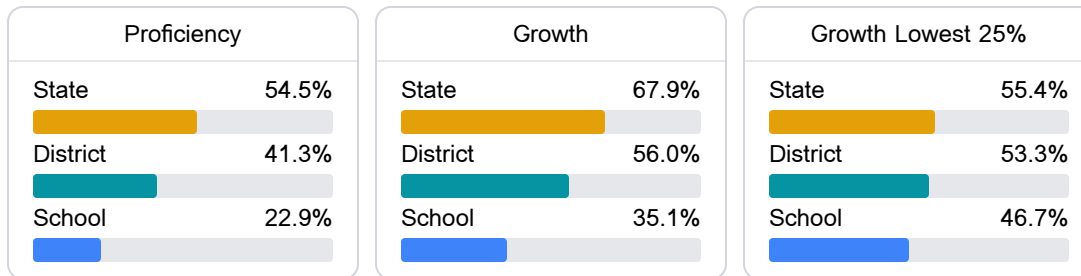 Proficiency
State 54.5%
District 41.3%
School 22.9%
Growth
State 67.9%
District 56.0%
School 35.1%
Growth Lowest 25%
State 55.4%
District 53.3%
School 46.7%